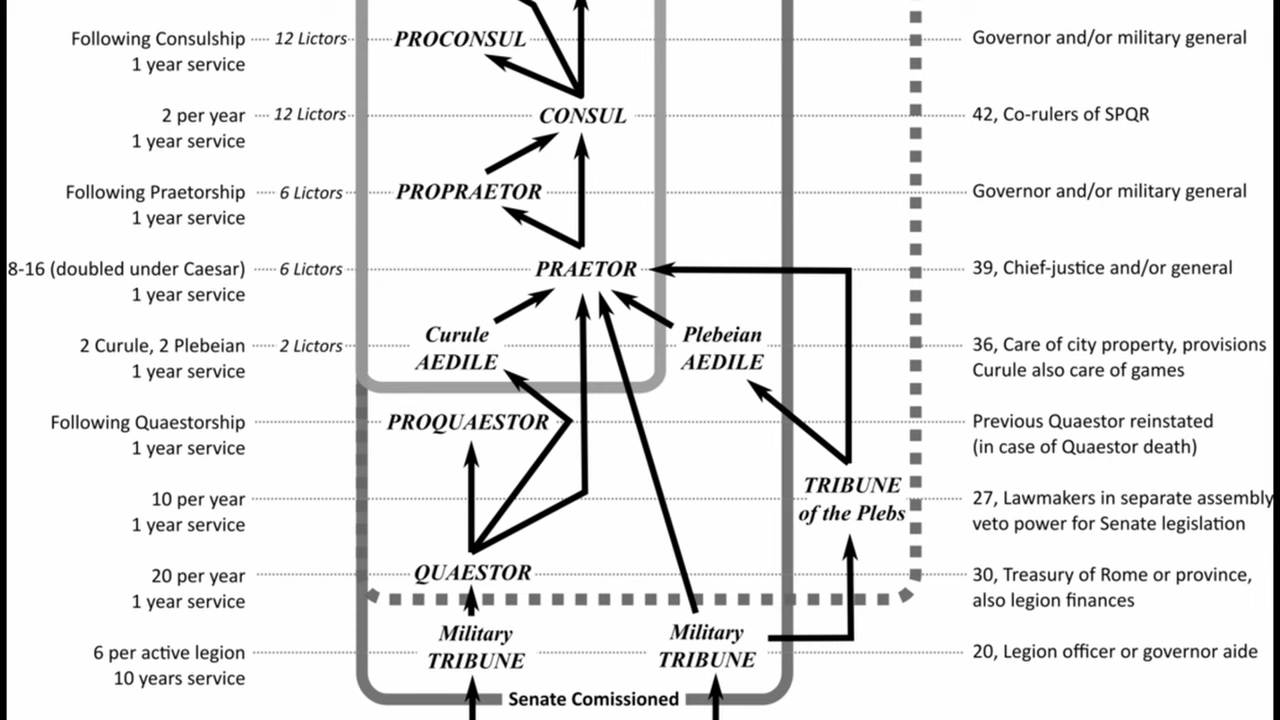 Following Consulship 12 Lictors PROCONSUL Governor and/or military general
1 year service
2 per year 12 Lictors CONSUL 42, Co-rulers of SPQR
1 year service
Following Praetorship 6 Lictors PROPRAETOR Governor and/or military general
1 year service
8-16 (doubled under Caesar) 6 Lictors PRAETOR 39, Chief-justice and/or general
1 year service
Curule Plebeian
2 Curule, 2 Plebeian 2 Lictors AEDILE AEDILE 36, Care of city property, provisions
1 year service Curule also care of games
Following Quaestorship PROQUAESTOR Previous Quaestor reinstated
1 year service (in case of Quaestor death)
TRIBUNE
10 per year of the Plebs 27, Lawmakers in separate assembly
1 year service veto power for Senate legislation
20 per year QUAESTOR 30, Treasury of Rome or province,
1 year service also legion finances
Military Military
6 per active legion TRIBUNE TRIBUNE 20, Legion officer or governor aide
10 years service
Senate Comissioned